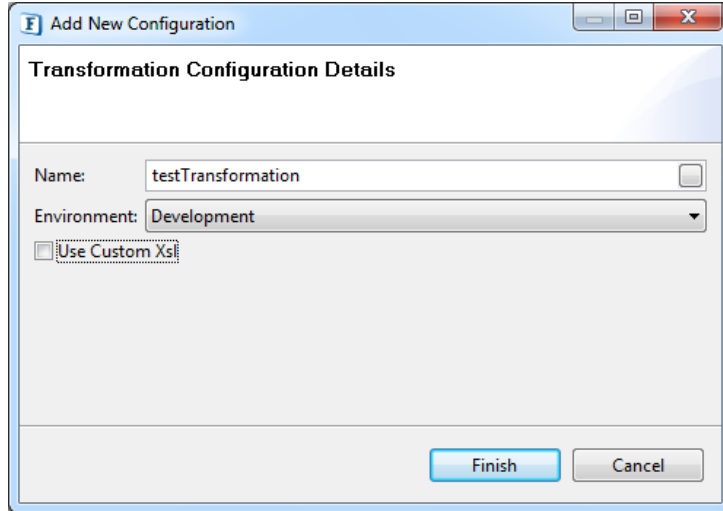 F Add New Configuration
Transformation Configuration Details
Name: testTransformation
Environment: Development
Use Custom Xsl
Finish Cancel